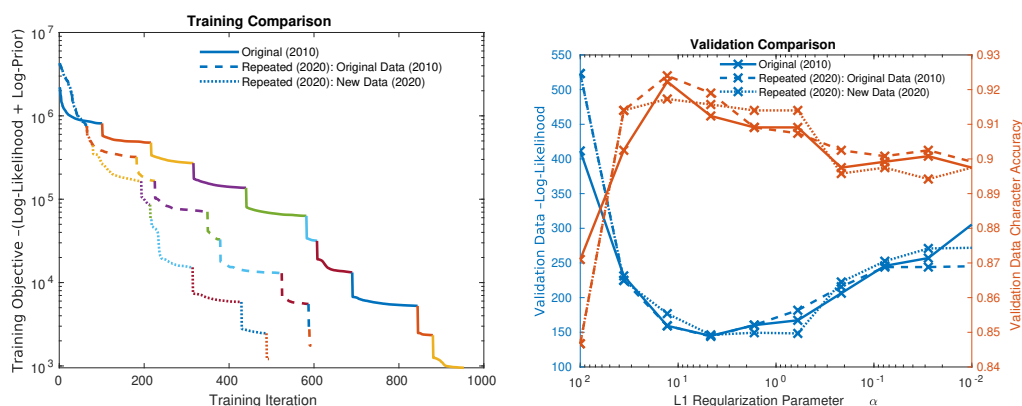 Training Comparison
Original (2010)
Repeated (2020): Original Data (2010)
Repeated (2020): New Data (2020)
Training Objective –(Log-Likelihood + Log-Prior)
10^7
10^6
10^5
10^4
10^3
0 200 400 600 800 1000
Training Iteration
Validation Comparison
Original (2010)
Repeated (2020): Original Data (2010)
Repeated (2020): New Data (2020)
Validation Data –Log-Likelihood
550
500
450
400
350
300
250
200
150
100
0.93
0.92
0.91
0.9
0.89
0.88
0.87
0.86
0.85
0.84
Validation Data Character Accuracy
10^2 10^1 10^0 10^-1 10^-2
L1 Regularization Parameter α